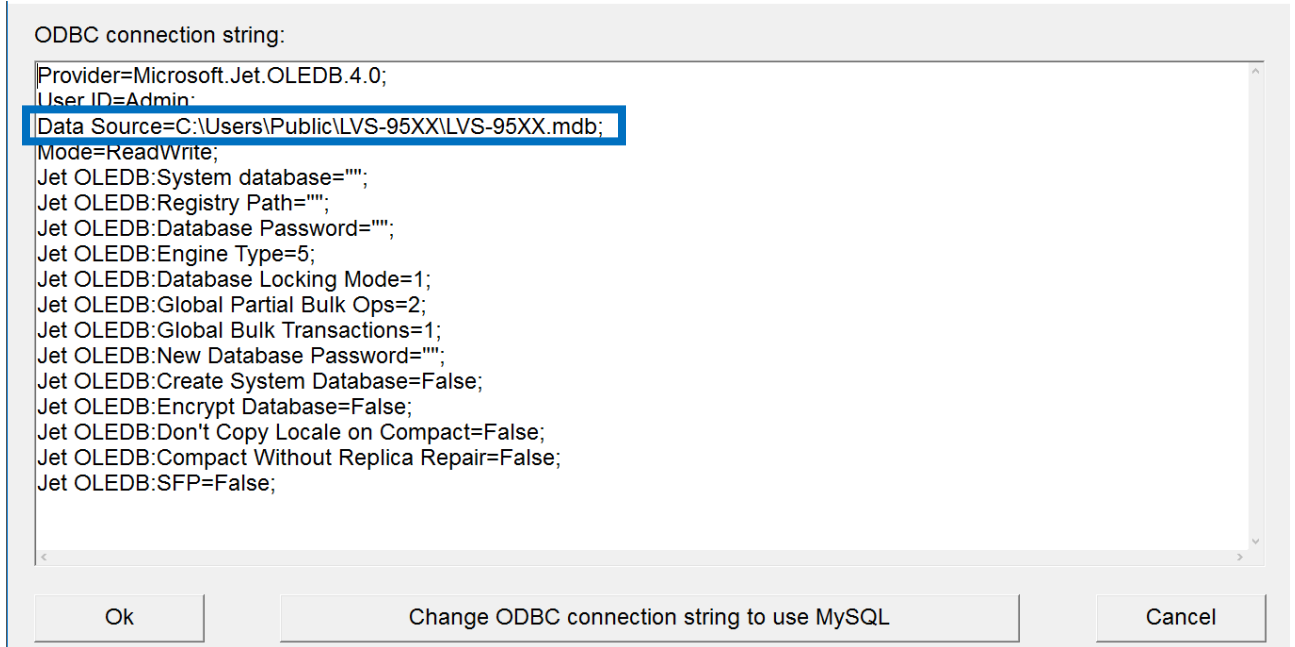 ODBC connection string:
Provider=Microsoft.Jet.OLEDB.4.0;
User ID=Admin;
Data Source=C:\Users\Public\LVS-95XX\LVS-95XX.mdb;
Mode=ReadWrite;
Jet OLEDB:System database="";
Jet OLEDB:Registry Path="";
Jet OLEDB:Database Password="";
Jet OLEDB:Engine Type=5;
Jet OLEDB:Database Locking Mode=1;
Jet OLEDB:Global Partial Bulk Ops=2;
Jet OLEDB:Global Bulk Transactions=1;
Jet OLEDB:New Database Password="";
Jet OLEDB:Create System Database=False;
Jet OLEDB:Encrypt Database=False;
Jet OLEDB:Don't Copy Locale on Compact=False;
Jet OLEDB:Compact Without Replica Repair=False;
Jet OLEDB:SFP=False;
Ok
Change ODBC connection string to use MySQL
Cancel